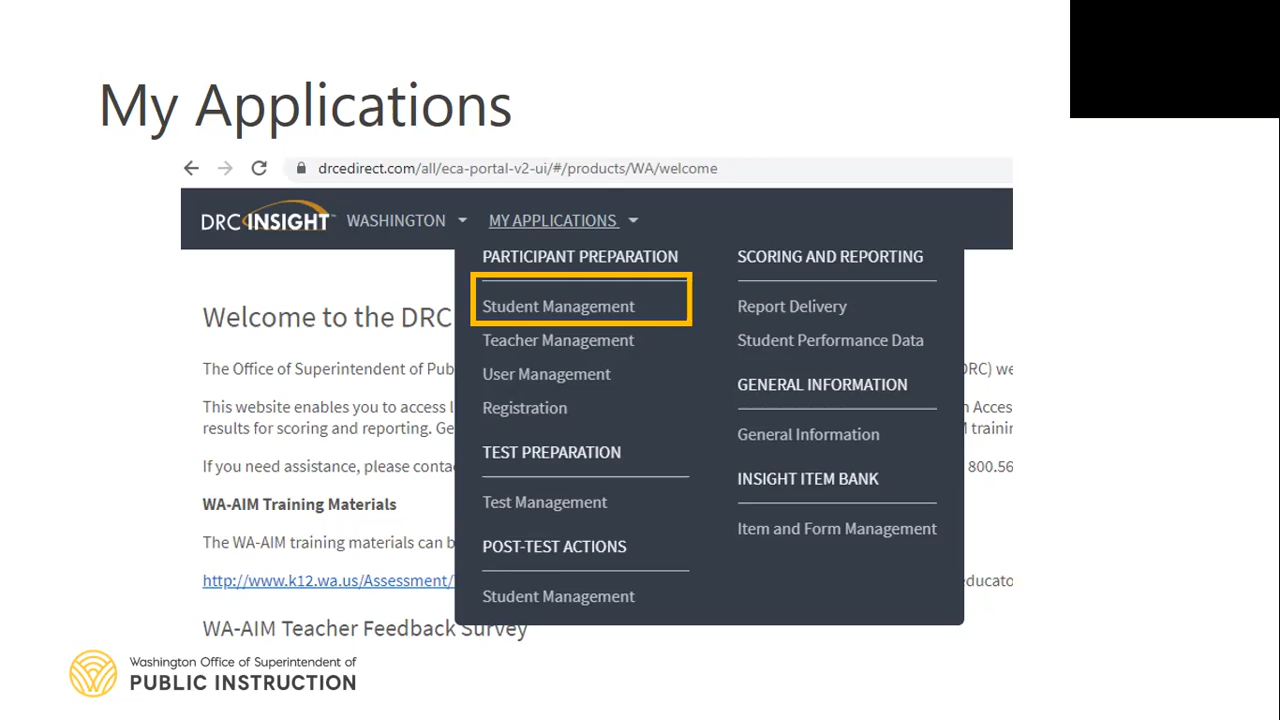 My Applications
drcedirect.com/all/eca-portal-v2-ui/#/products/WA/welcome
DRC INSIGHT™ WASHINGTON MY APPLICATIONS
PARTICIPANT PREPARATION
Student Management
Teacher Management
User Management
Registration
TEST PREPARATION
Test Management
POST-TEST ACTIONS
Student Management
SCORING AND REPORTING
Report Delivery
Student Performance Data
GENERAL INFORMATION
General Information
INSIGHT ITEM BANK
Item and Form Management
Welcome to the DRC
The Office of Superintendent of Pub DRC) we
This website enables you to access l n Acces
results for scoring and reporting. Ge M trainir
If you need assistance, please conta 800.56
WA-AIM Training Materials
The WA-AIM training materials can b
http://www.k12.wa.us/Assessment/ educato
WA-AIM Teacher Feedback Survey
Washington Office of Superintendent of
PUBLIC INSTRUCTION